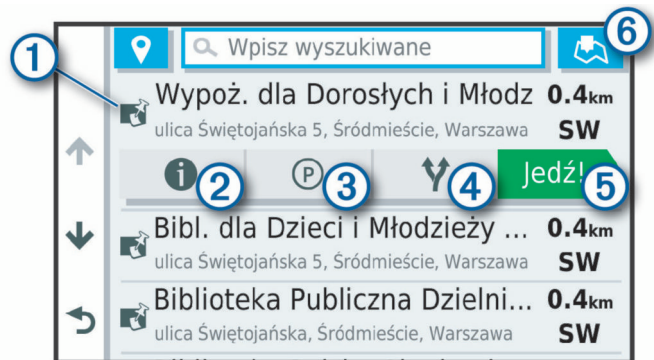 6
1
Wpisz wyszukiwane
Wypoż. dla Dorosłych i Młodz 0.4km
ulica Świętojańska 5, Śródmieście, Warszawa SW
i 2 P 3 4 Jedź! 5
Bibl. dla Dzieci i Młodzieży ... 0.4km
ulica Świętojańska 5, Śródmieście, Warszawa SW
Biblioteka Publiczna Dzielni... 0.4km
ulica Świętojańska, Śródmieście, Warszawa SW